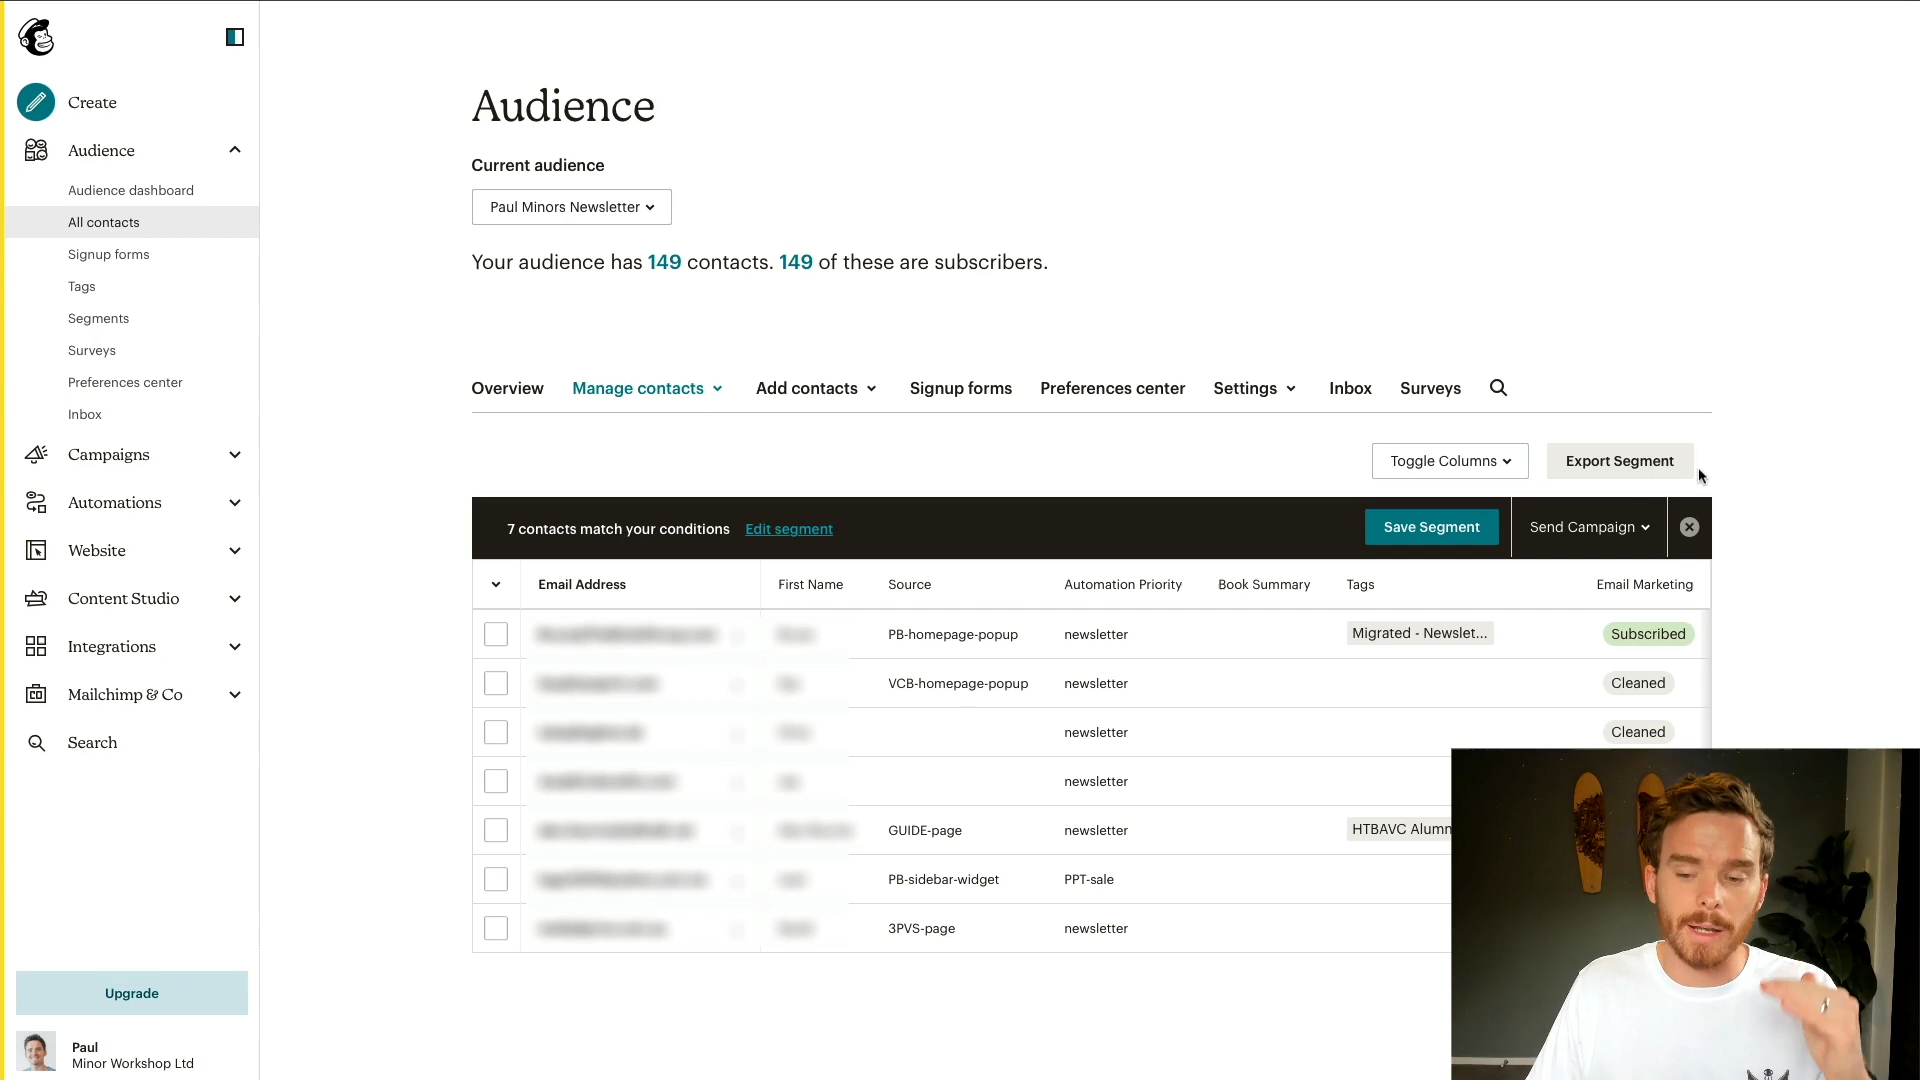 Create
Audience
Audience dashboard
All contacts
Signup forms
Tags
Segments
Surveys
Preferences center
Inbox
Campaigns
Automations
Website
Content Studio
Integrations
Mailchimp & Co
Search
Upgrade
Paul
Minor Workshop Ltd
Audience
Current audience
Paul Minors Newsletter
Your audience has 149 contacts. 149 of these are subscribers.
Overview Manage contacts Add contacts Signup forms Preferences center Settings Inbox Surveys
Toggle Columns Export Segment
7 contacts match your conditions Edit segment Save Segment Send Campaign
Email Address First Name Source Automation Priority Book Summary Tags Email Marketing
PB-homepage-popup newsletter Migrated - Newslet... Subscribed
VCB-homepage-popup newsletter Cleaned
newsletter Cleaned
newsletter
GUIDE-page newsletter HTBAVC Alumn
PB-sidebar-widget PPT-sale
3PVS-page newsletter